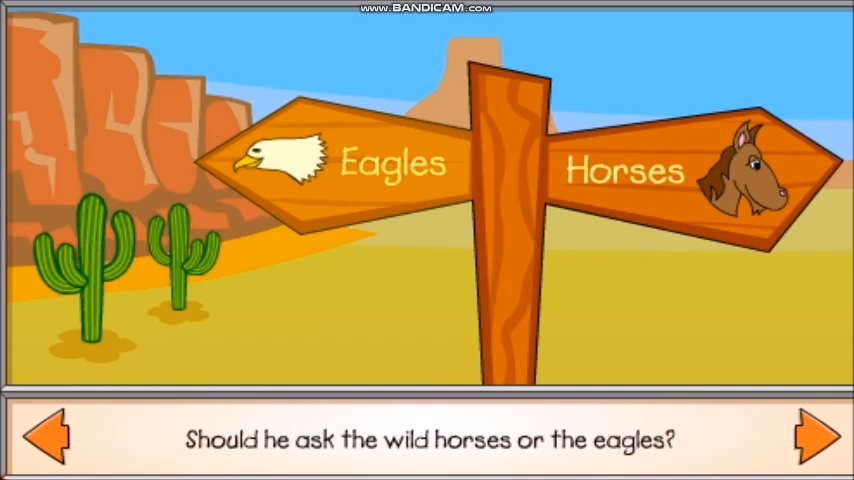 www.BANDICAM.com
Eagles
Horses
Should he ask the wild horses or the eagles?